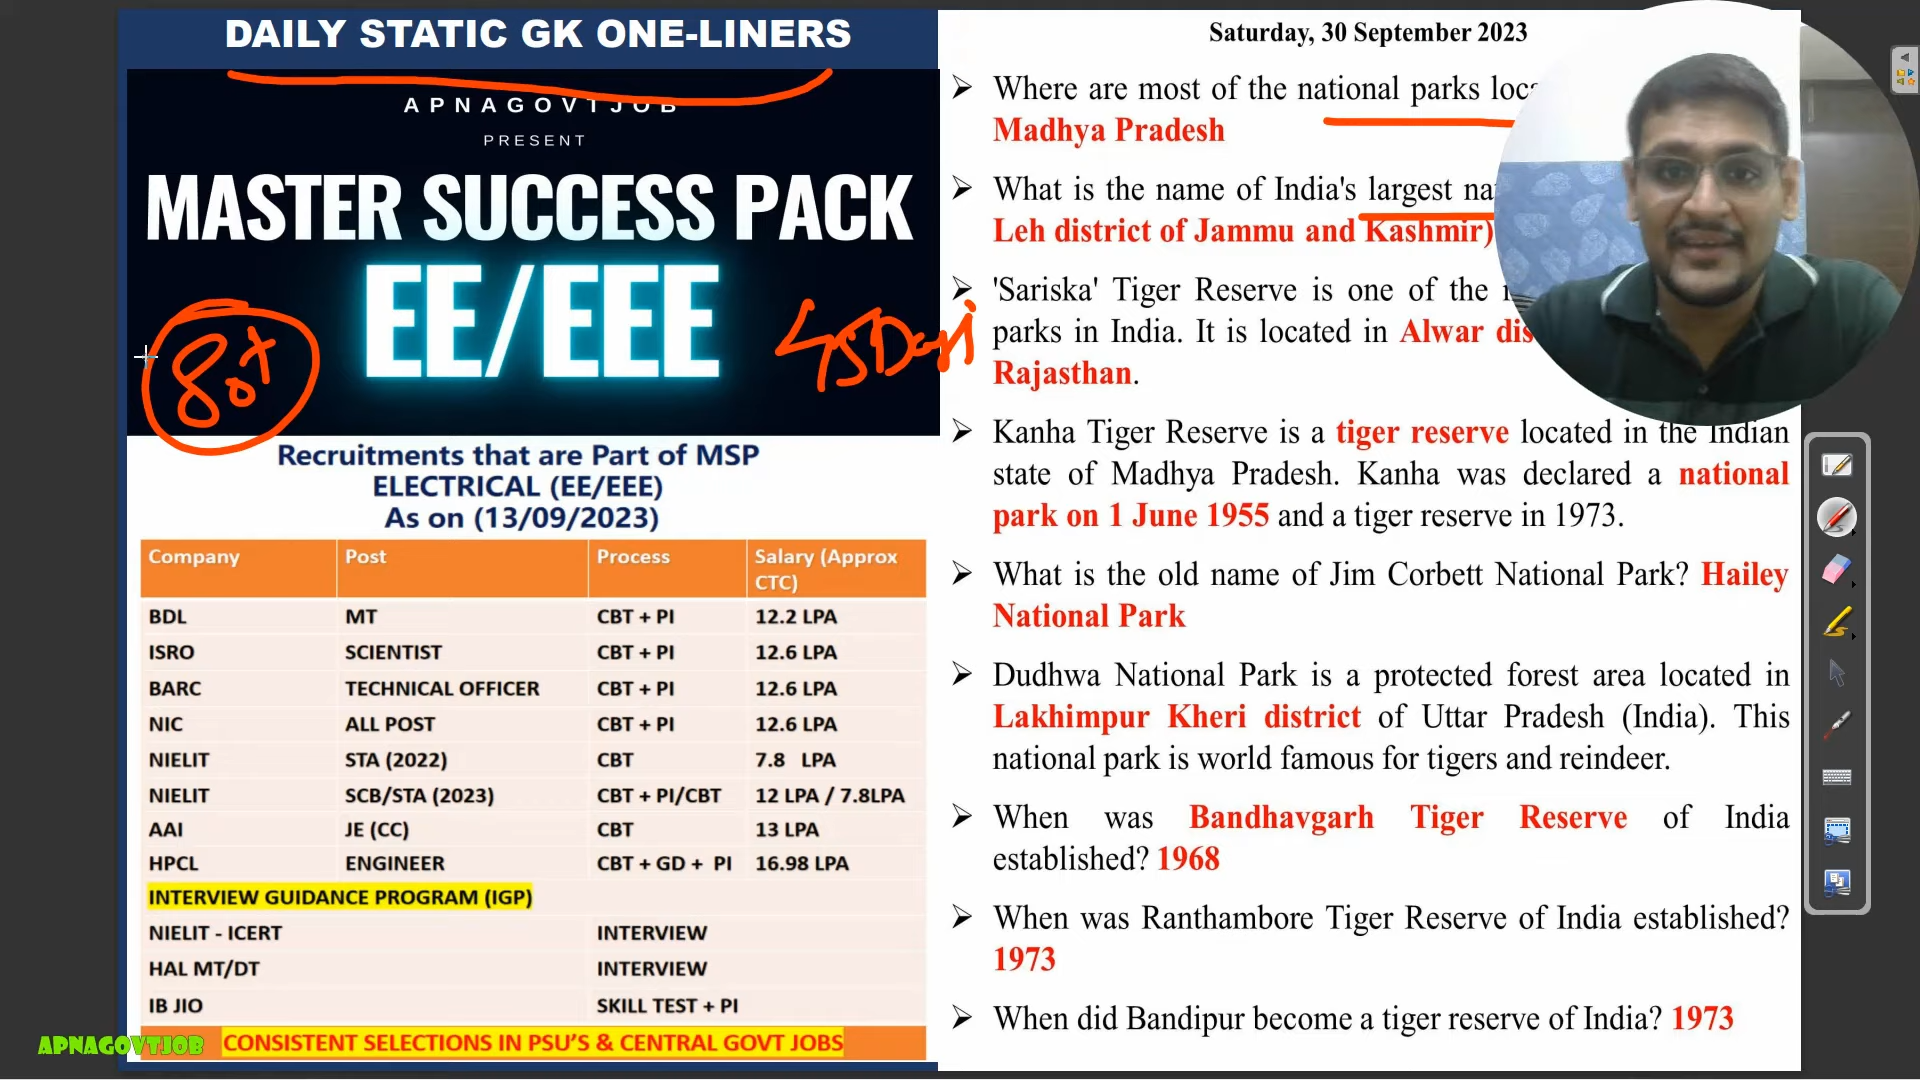 DAILY STATIC GK ONE-LINERS
APNAGOVTJOB
PRESENT
MASTER SUCCESS PACK
EE/EEE
80+
45 Days
Recruitments that are Part of MSP
ELECTRICAL (EE/EEE)
As on (13/09/2023)
Company Post Process Salary (Approx
CTC)
BDL MT CBT + PI 12.2 LPA
ISRO SCIENTIST CBT + PI 12.6 LPA
BARC TECHNICAL OFFICER CBT + PI 12.6 LPA
NIC ALL POST CBT + PI 12.6 LPA
NIELIT STA (2022) CBT 7.8 LPA
NIELIT SCB/STA (2023) CBT + PI/CBT 12 LPA / 7.8LPA
AAI JE (CC) CBT 13 LPA
HPCL ENGINEER CBT + GD + PI 16.98 LPA
INTERVIEW GUIDANCE PROGRAM (IGP)
NIELIT - ICERT INTERVIEW
HAL MT/DT INTERVIEW
IB JIO SKILL TEST + PI
APNAGOVTJOB CONSISTENT SELECTIONS IN PSU'S & CENTRAL GOVT JOBS
Saturday, 30 September 2023
➢ Where are most of the national parks
Madhya Pradesh
➢ What is the name of India's largest
Leh district of Jammu and Kashmir)
➢ 'Sariska' Tiger Reserve is one of the
parks in India. It is located in Alwar
Rajasthan.
➢ Kanha Tiger Reserve is a tiger reserve located in the Indian
state of Madhya Pradesh. Kanha was declared a national
park on 1 June 1955 and a tiger reserve in 1973.
➢ What is the old name of Jim Corbett National Park? Hailey
National Park
➢ Dudhwa National Park is a protected forest area located in
Lakhimpur Kheri district of Uttar Pradesh (India). This
national park is world famous for tigers and reindeer.
➢ When was Bandhavgarh Tiger Reserve of India
established? 1968
➢ When was Ranthambore Tiger Reserve of India established?
1973
➢ When did Bandipur become a tiger reserve of India? 1973